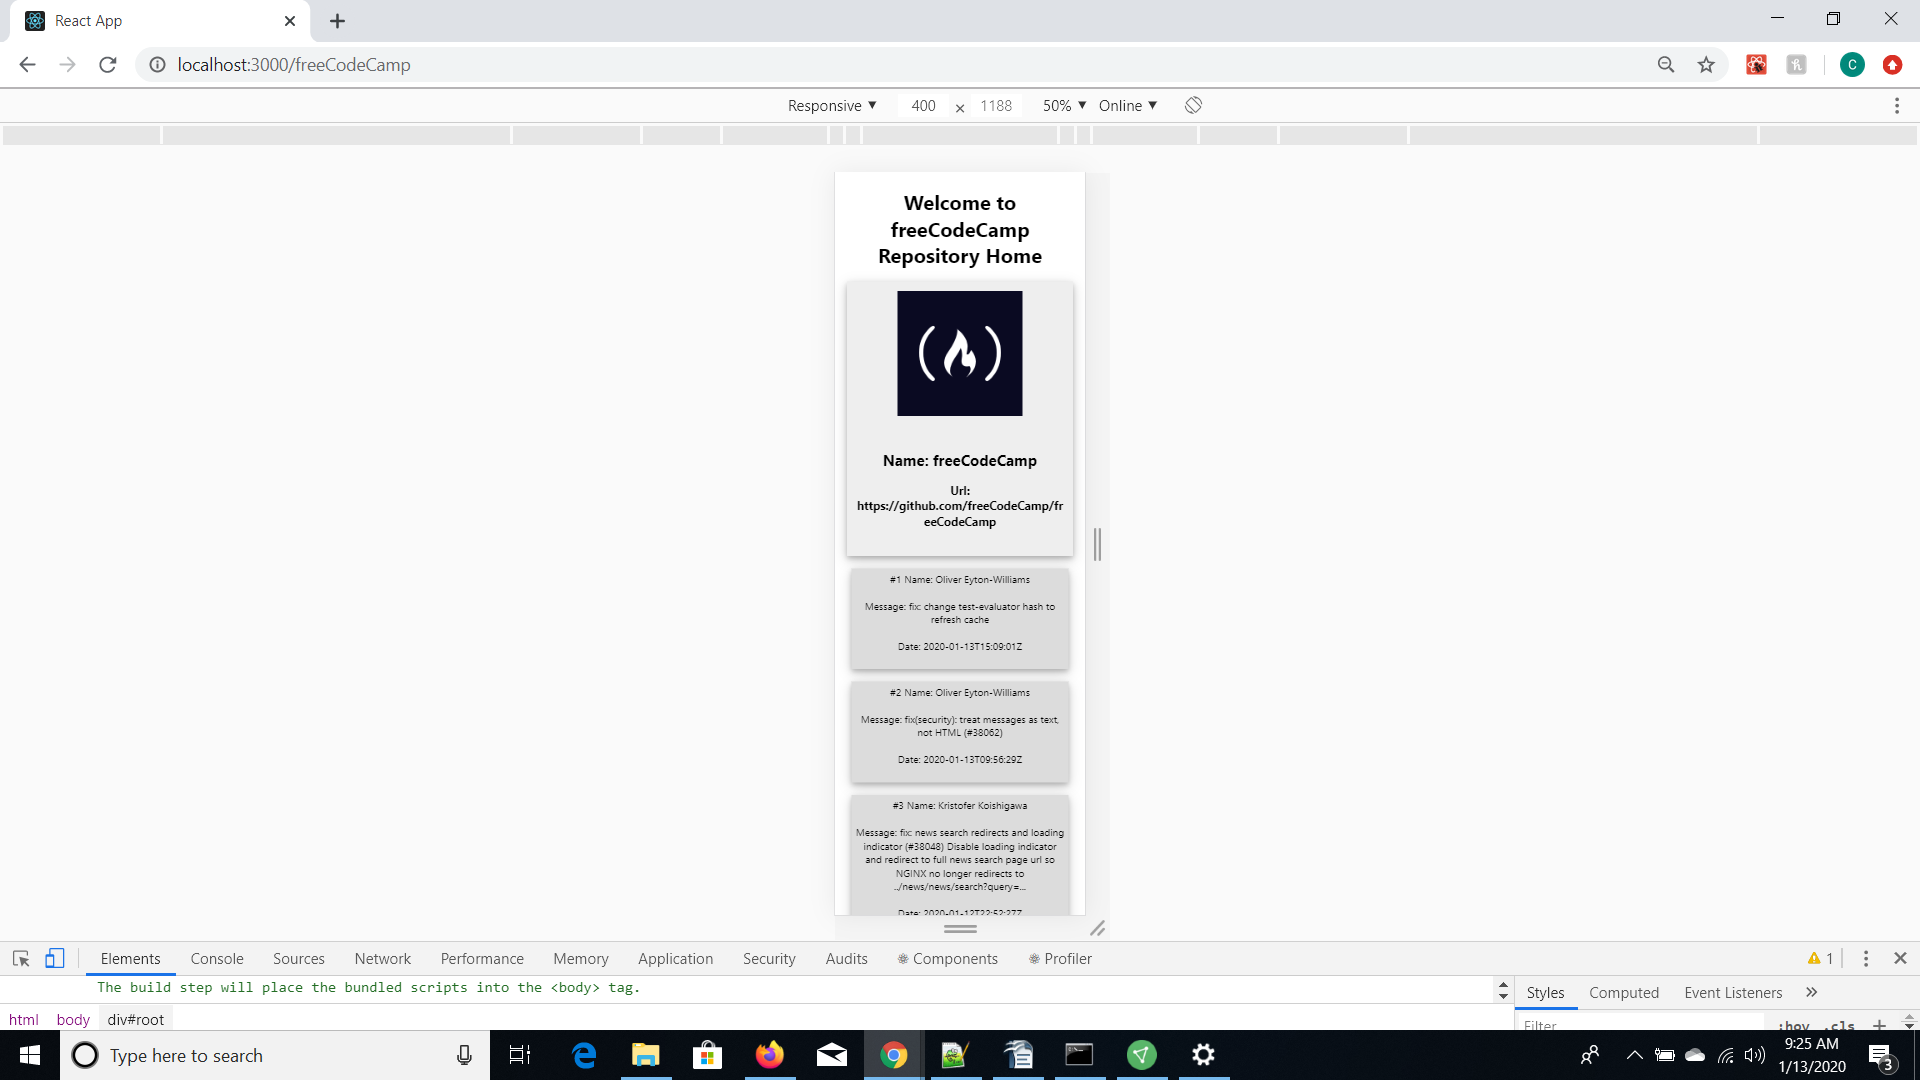 React App
localhost:3000/freeCodeCamp
C
Responsive ▼ 400 × 1188 50% ▼ Online ▼
Welcome to
freeCodeCamp
Repository Home
Name: freeCodeCamp
Url:
https://github.com/freeCodeCamp/fr
eeCodeCamp
#1 Name: Oliver Eyton-Williams
Message: fix: change test-evaluator hash to
refresh cache
Date: 2020-01-13T15:09:01Z
#2 Name: Oliver Eyton-Williams
Message: fix(security): treat messages as text,
not HTML (#38062)
Date: 2020-01-13T09:56:29Z
#3 Name: Kristofer Koishigawa
Message: fix: news search redirects and loading
indicator (#38048) Disable loading indicator
and redirect to full news search page url so
NGINX no longer redirects to
../news/news/search?query=...
Date: 2020-01-12T22:52:27Z
Elements Console Sources Network Performance Memory Application Security Audits Components Profiler 1
The build step will place the bundled scripts into the <body> tag.
Styles Computed Event Listeners »
html body div#root
Filter :hov .cls +
Type here to search
9:25 AM
1/13/2020
3